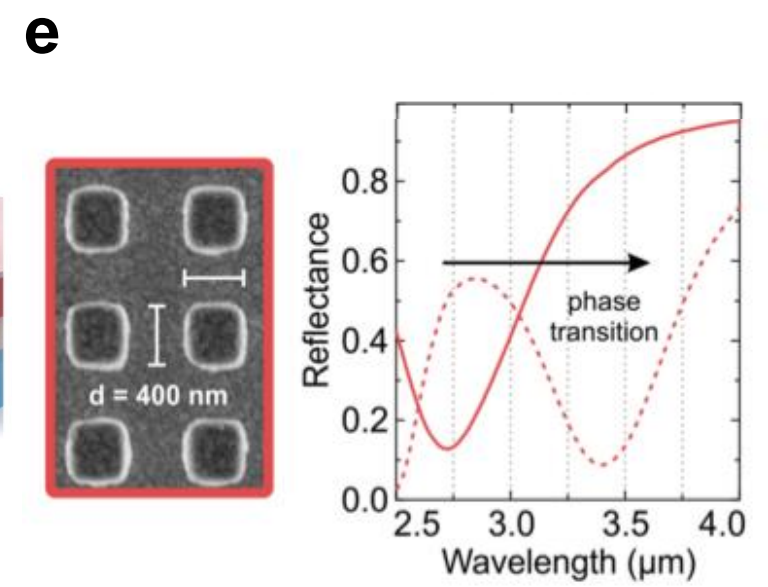 e
d = 400 nm
Reflectance
0.8
0.6
0.4
0.2
0.0
phase
transition
2.5 3.0 3.5 4.0
Wavelength (μm)